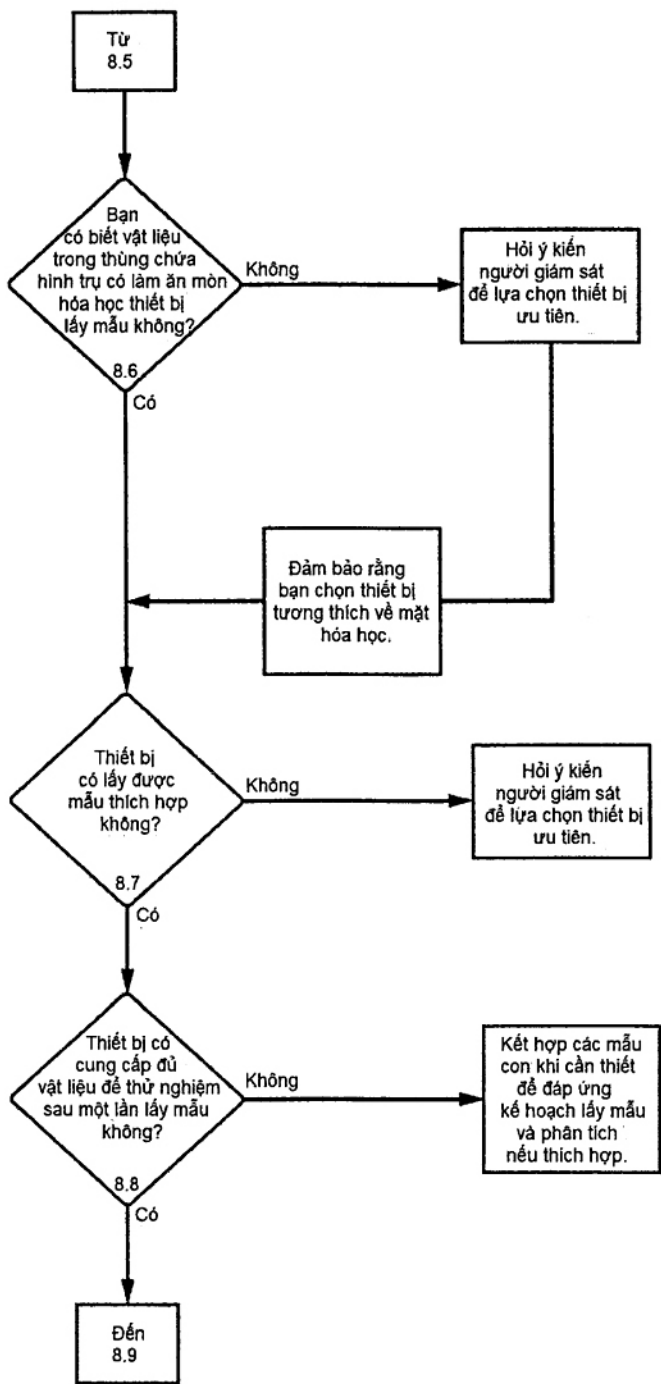 Từ
8.5
Bạn
có biết vật liệu
trong thùng chứa
hình trụ có làm ăn mòn
hóa học thiết bị
lấy mẫu không?
8.6
Không
Hỏi ý kiến
người giám sát
để lựa chọn thiết bị
ưu tiên.
Có
Đảm bảo rằng
bạn chọn thiết bị
tương thích về mặt
hóa học.
Thiết bị
có lấy được
mẫu thích hợp
không?
8.7
Không
Hỏi ý kiến
người giám sát
để lựa chọn thiết bị
ưu tiên.
Có
Thiết bị có
cung cấp đủ
vật liệu để thử nghiệm
sau một lần lấy mẫu
không?
8.8
Không
Kết hợp các mẫu
con khi cần thiết
để đáp ứng
kế hoạch lấy mẫu
và phân tích
nếu thích hợp.
Có
Đến
8.9